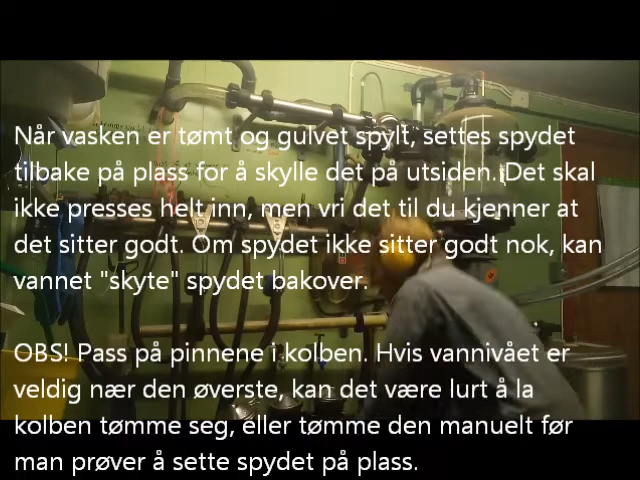 Når vasken er tømt og gulvet spylt, settes spydet
tilbake på plass for å skylle det på utsiden. Det skal
ikke presses helt inn, men vri det til du kjenner at
det sitter godt. Om spydet ikke sitter godt nok, kan
vannet "skyte" spydet bakover.
OBS! Pass på pinnene i kolben. Hvis vannivået er
veldig nær den øverste, kan det være lurt å la
kolben tømme seg, eller tømme den manuelt før
man prøver å sette spydet på plass.